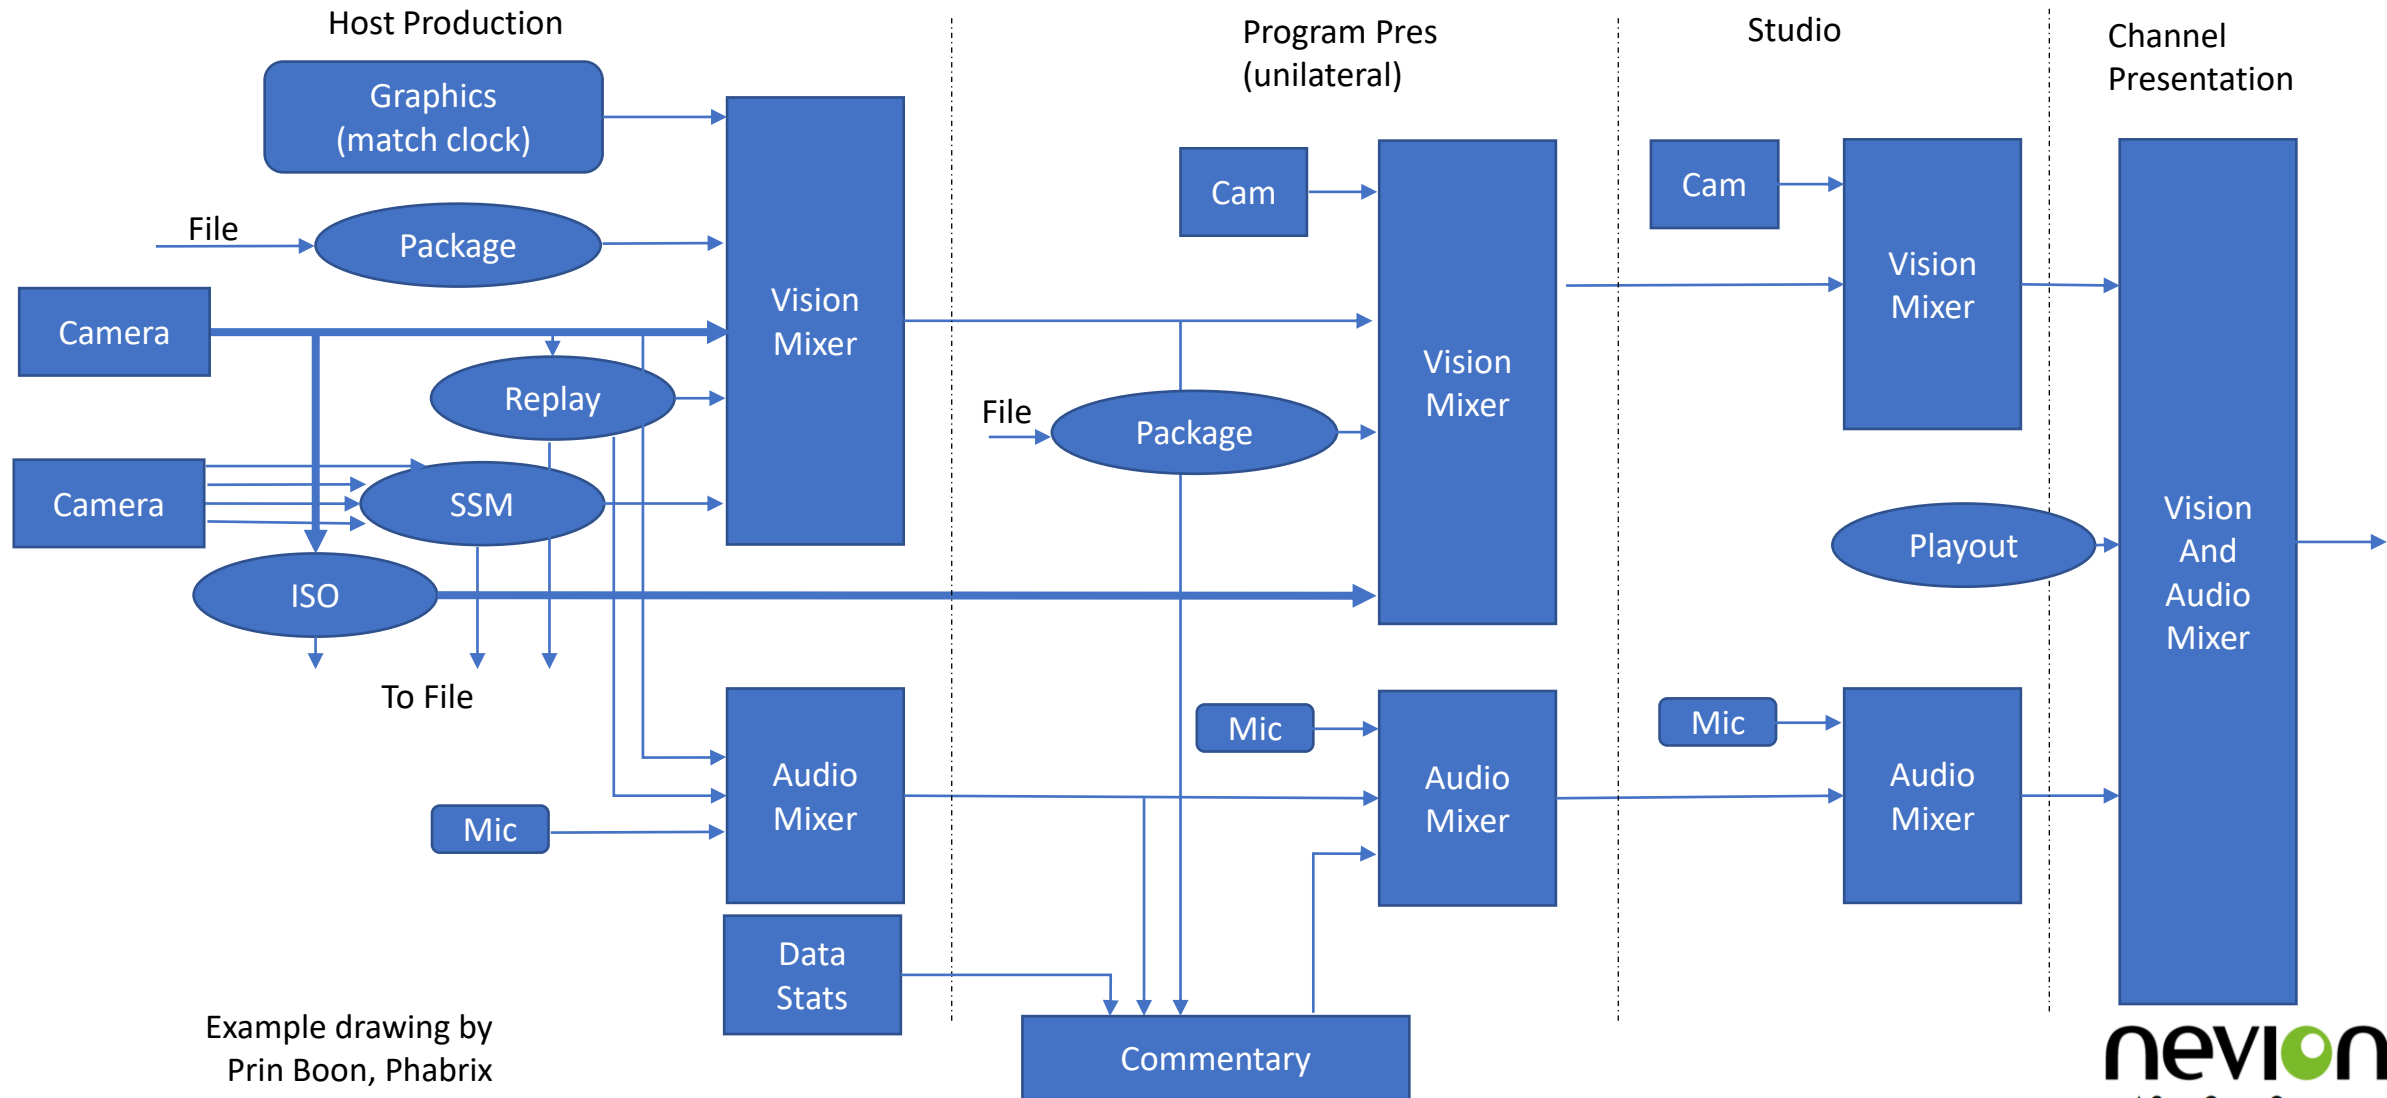 Host Production
Program Pres
(unilateral)
Studio
Channel
Presentation
Graphics
(match clock)
File
Package
Camera
Replay
Camera
SSM
ISO
To File
Vision
Mixer
Mic
Audio
Mixer
Data
Stats
Cam
File
Package
Vision
Mixer
Mic
Audio
Mixer
Commentary
Cam
Vision
Mixer
Playout
Mic
Audio
Mixer
Vision
And
Audio
Mixer
Example drawing by
Prin Boon, Phabrix
nevion